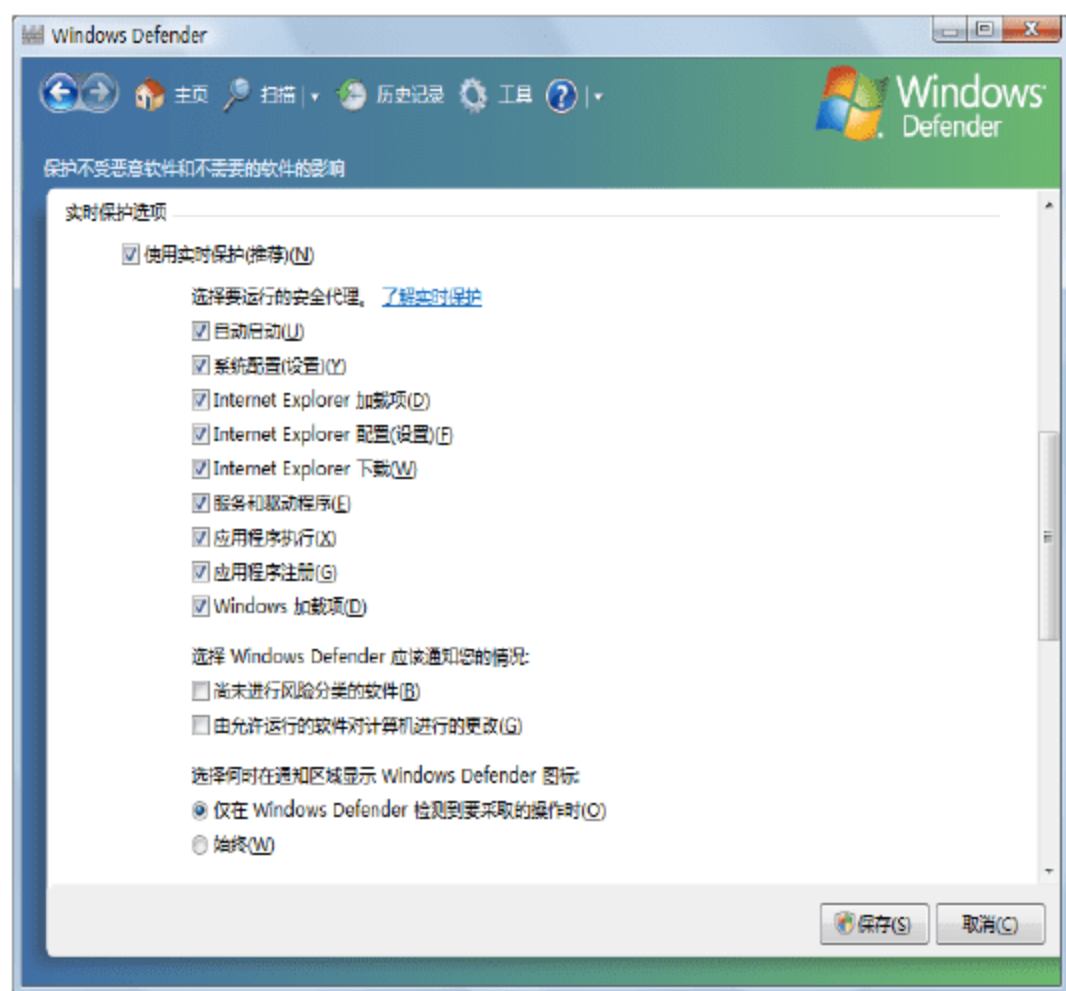 Windows Defender
主页 扫描 历史记录 工具
Windows
Defender
保护不受恶意软件和不需要的软件的影响
实时保护选项
使用实时保护(推荐)(N)
选择要运行的安全代理。 了解实时保护
自动启动(U)
系统配置(设置)(Y)
Internet Explorer 加载项(D)
Internet Explorer 配置(设置)(F)
Internet Explorer 下载(W)
服务和驱动程序(E)
应用程序执行(X)
应用程序注册(G)
Windows 加载项(D)
选择 Windows Defender 应该通知您的情况:
尚未进行风险分类的软件(B)
由允许运行的软件对计算机进行的更改(G)
选择何时在通知区域显示 Windows Defender 图标:
仅在 Windows Defender 检测到要采取的操作时(O)
始终(W)
保存(S) 取消(C)